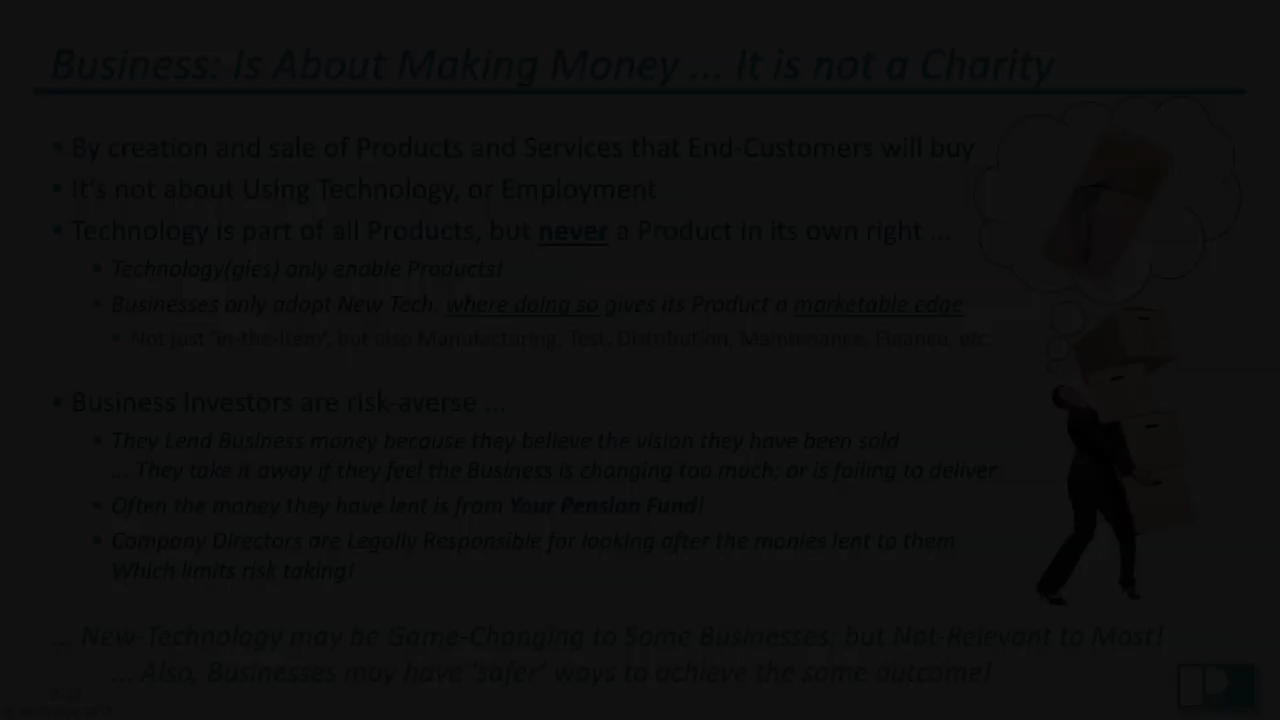 Business: Is About Making Money ... It is not a Charity
• By creation and sale of Products and Services that End-Customers will buy
• It's not about Using Technology, or Employment
• Technology is part of all Products, but never a Product in its own right ...
• Technology(gies) only enable Products!
• Businesses only adopt New Tech. where doing so gives its Product a marketable edge
• Not just 'in-the-item', but also Manufacturing, Test, Distribution, Maintenance, Finance, etc.
• Business Investors are risk-averse ...
• They Lend Business money because they believe the vision they have been sold
... They take it away if they feel the Business is changing too much; or is failing to deliver
• Often the money they have lent is from Your Pension Fund!
• Company Directors are Legally Responsible for looking after the monies lent to them
Which limits risk taking!
... New-Technology may be Game-Changing to Some Businesses; but Not-Relevant to Most!
... Also, Businesses may have 'safer' ways to achieve the same outcome!